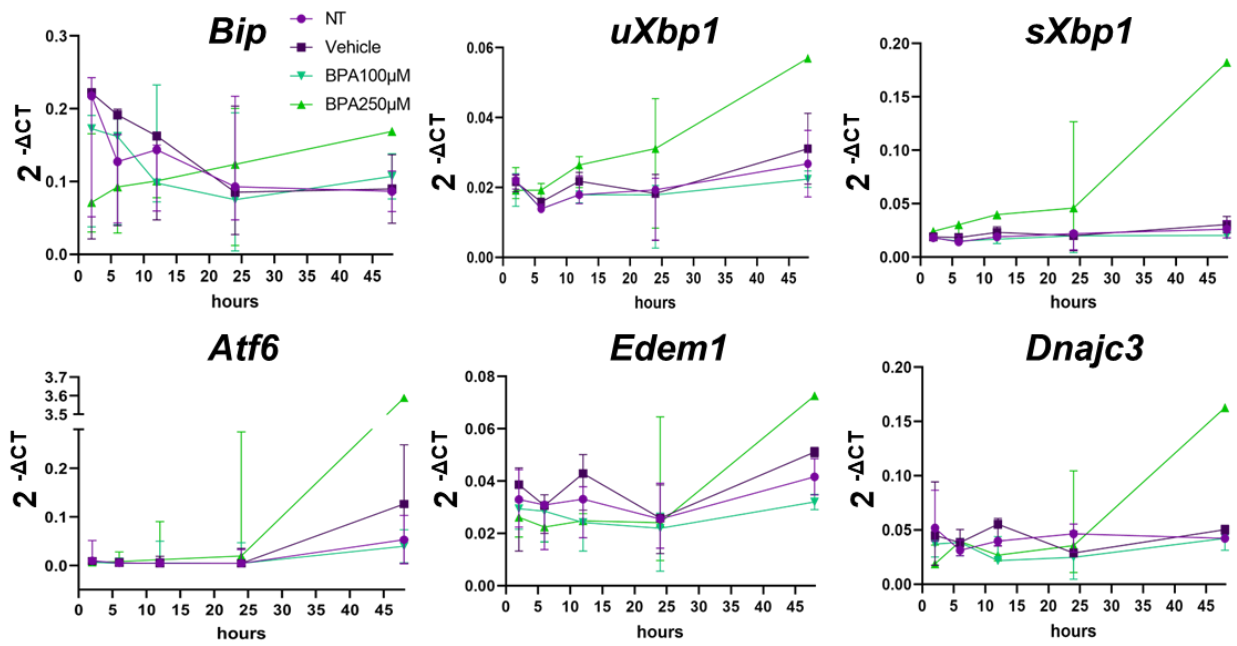 Bip
NT
Vehicle
BPA100µM
BPA250µM
2 -ΔCT
0.3
0.2
0.1
0.0
0 5 10 15 20 25 30 35 40 45
hours
uXbp1
2 -ΔCT
0.06
0.04
0.02
0.00
0 5 10 15 20 25 30 35 40 45
hours
sXbp1
2 -ΔCT
0.20
0.15
0.10
0.05
0.00
0 5 10 15 20 25 30 35 40 45
hours
Atf6
2 -ΔCT
3.7
3.6
3.5
0.2
0.1
0.0
0 5 10 15 20 25 30 35 40 45
hours
Edem1
2 -ΔCT
0.08
0.06
0.04
0.02
0.00
0 5 10 15 20 25 30 35 40 45
hours
Dnajc3
2 -ΔCT
0.20
0.15
0.10
0.05
0.00
0 5 10 15 20 25 30 35 40 45
hours